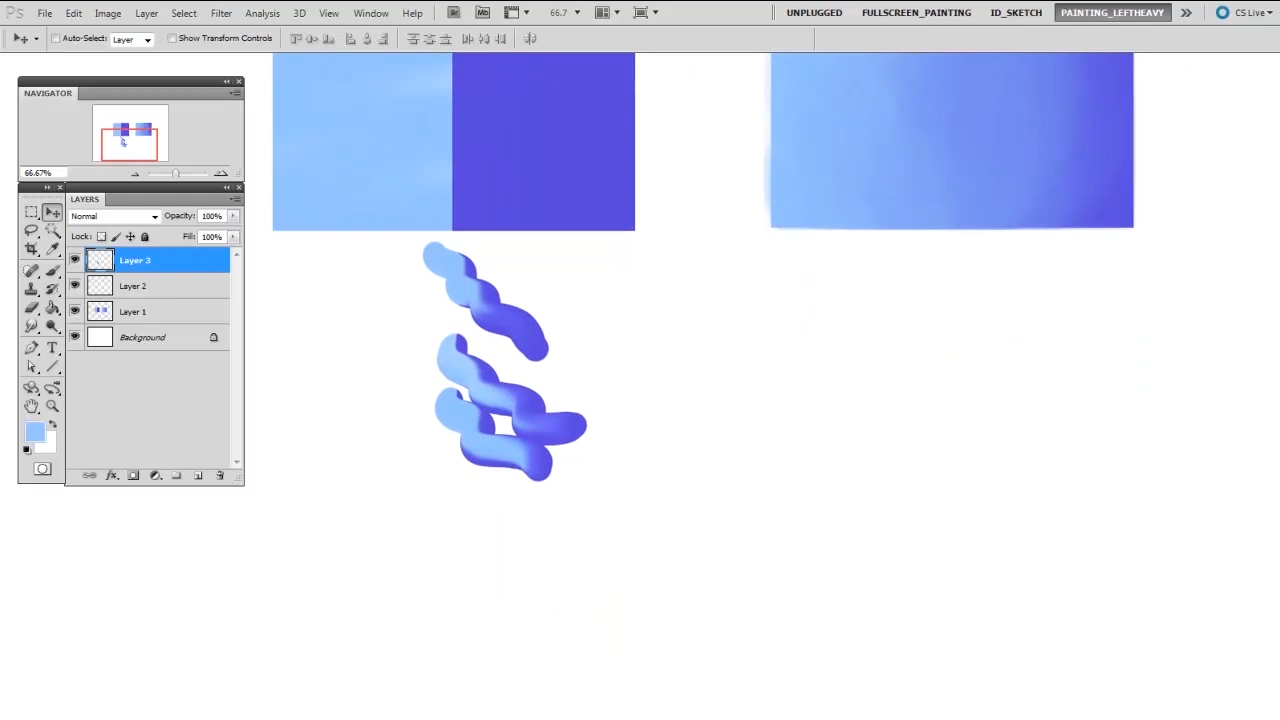 Ps File Edit Image Layer Select Filter Analysis 3D View Window Help Br Mb 66.7 UNPLUGGED FULLSCREEN_PAINTING ID_SKETCH PAINTING_LEFTHEAVY CS Live
Auto-Select: Layer Show Transform Controls
NAVIGATOR
66.67%
LAYERS
Normal Opacity: 100%
Lock: Fill: 100%
Layer 3
Layer 2
Layer 1
Background